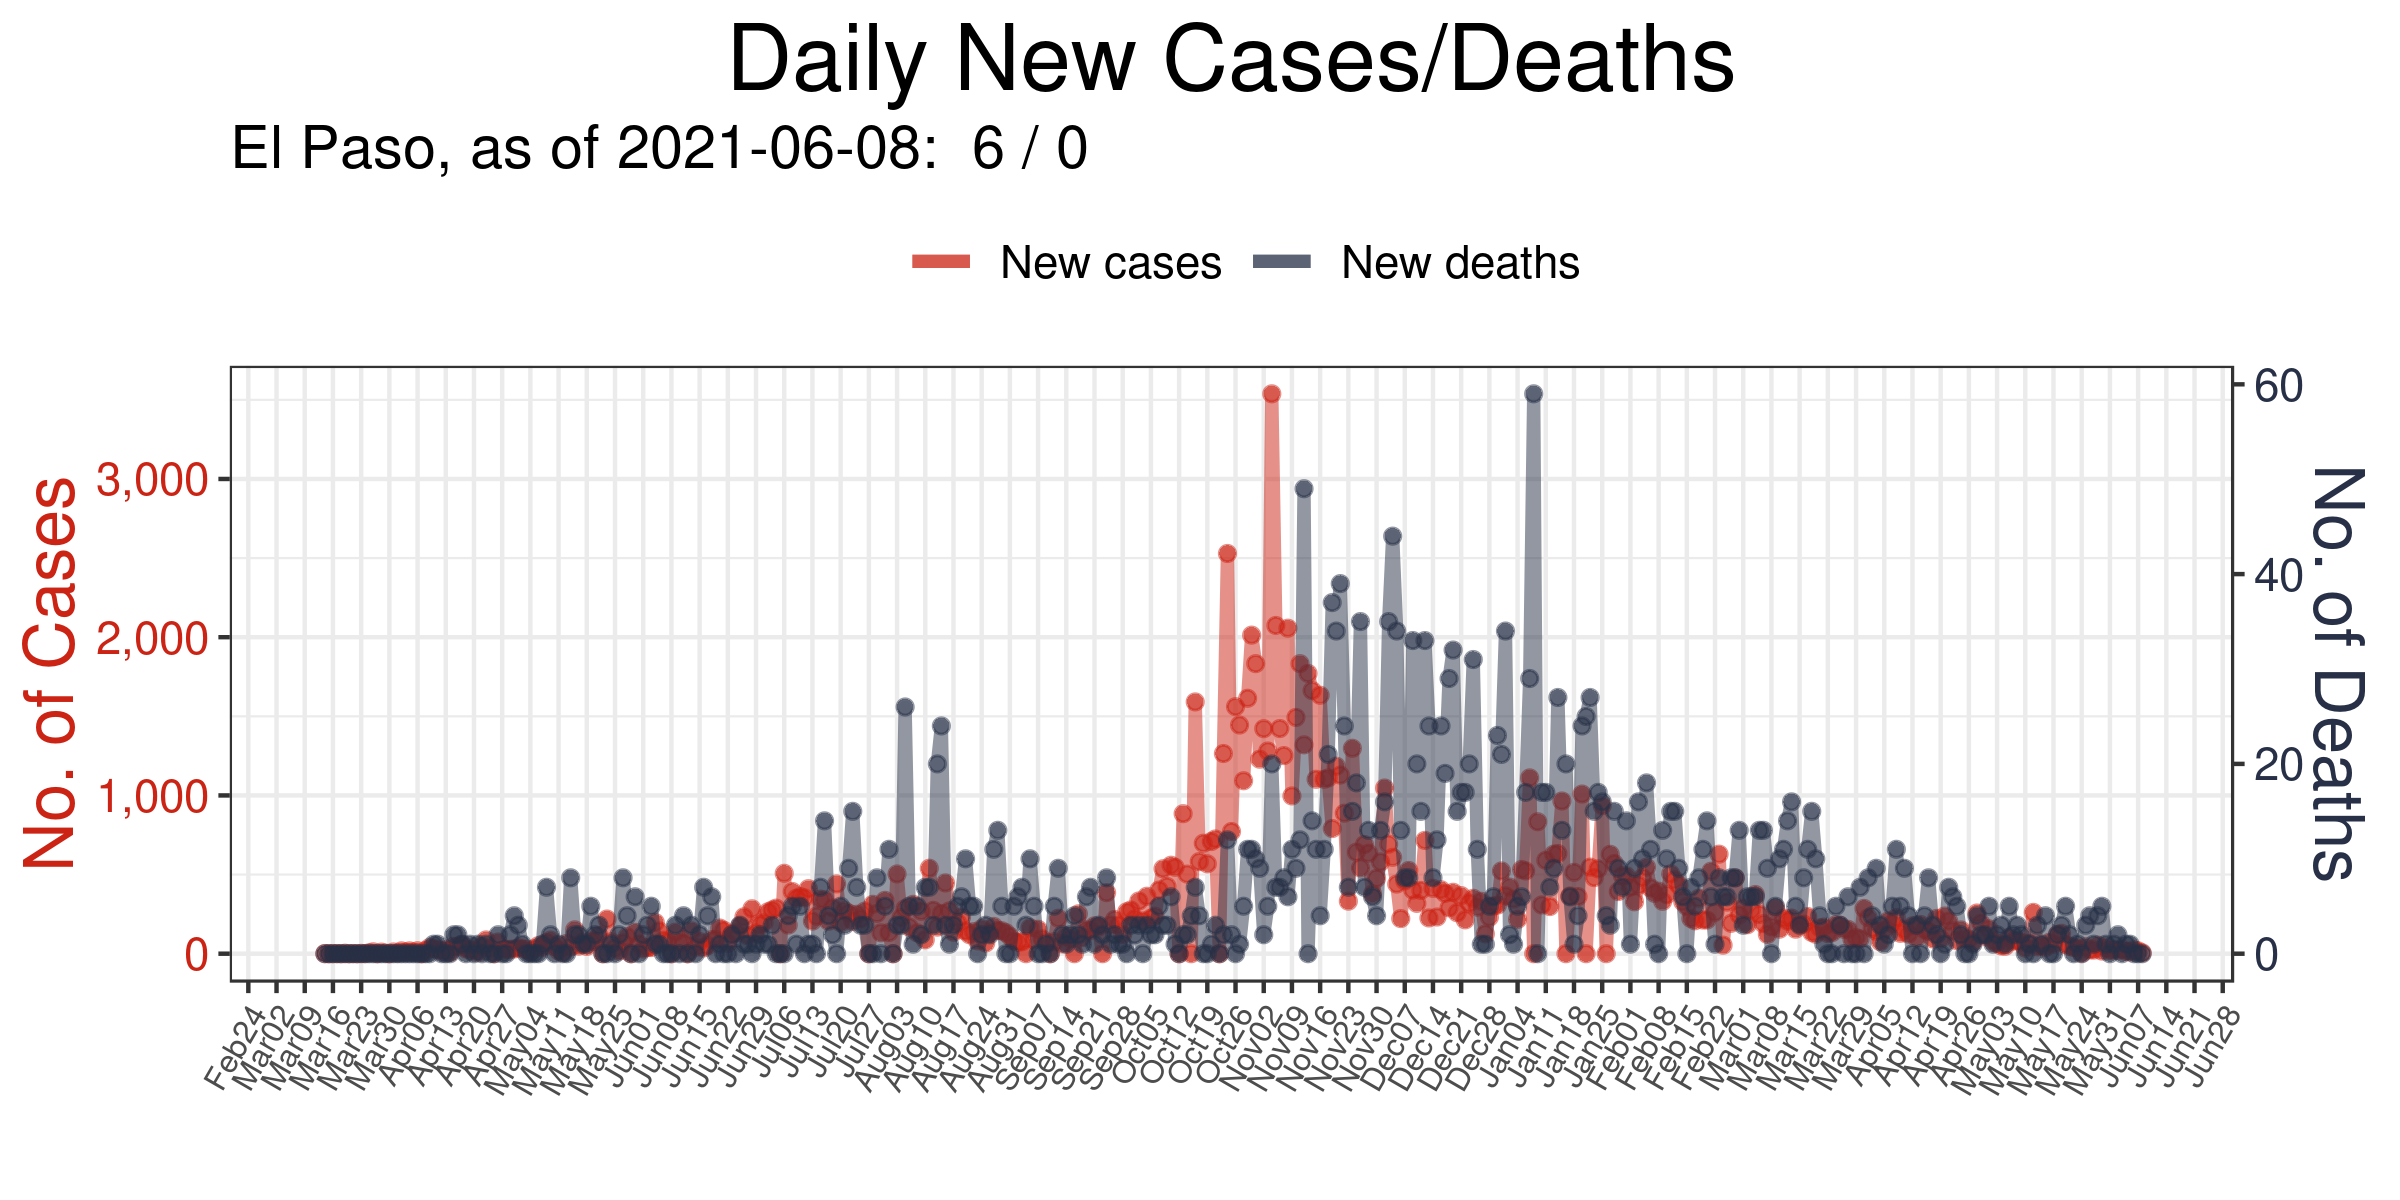 Daily New Cases/Deaths
El Paso, as of 2021-06-08:  6 / 0
New cases
New deaths
No. of Cases
3,000
2,000
1,000
0
60
40
20
0
No. of Deaths
Feb24
Mar02
Mar09
Mar16
Mar23
Mar30
Apr06
Apr13
Apr20
Apr27
May04
May11
May18
May25
Jun01
Jun08
Jun15
Jun22
Jun29
Jul06
Jul13
Jul20
Jul27
Aug03
Aug10
Aug17
Aug24
Aug31
Sep07
Sep14
Sep21
Sep28
Oct05
Oct12
Oct19
Oct26
Nov02
Nov09
Nov16
Nov23
Nov30
Dec07
Dec14
Dec21
Dec28
Jan04
Jan11
Jan18
Jan25
Feb01
Feb08
Feb15
Feb22
Mar01
Mar08
Mar15
Mar22
Mar29
Apr05
Apr12
Apr19
Apr26
May03
May10
May17
May24
May31
Jun07
Jun14
Jun21
Jun28